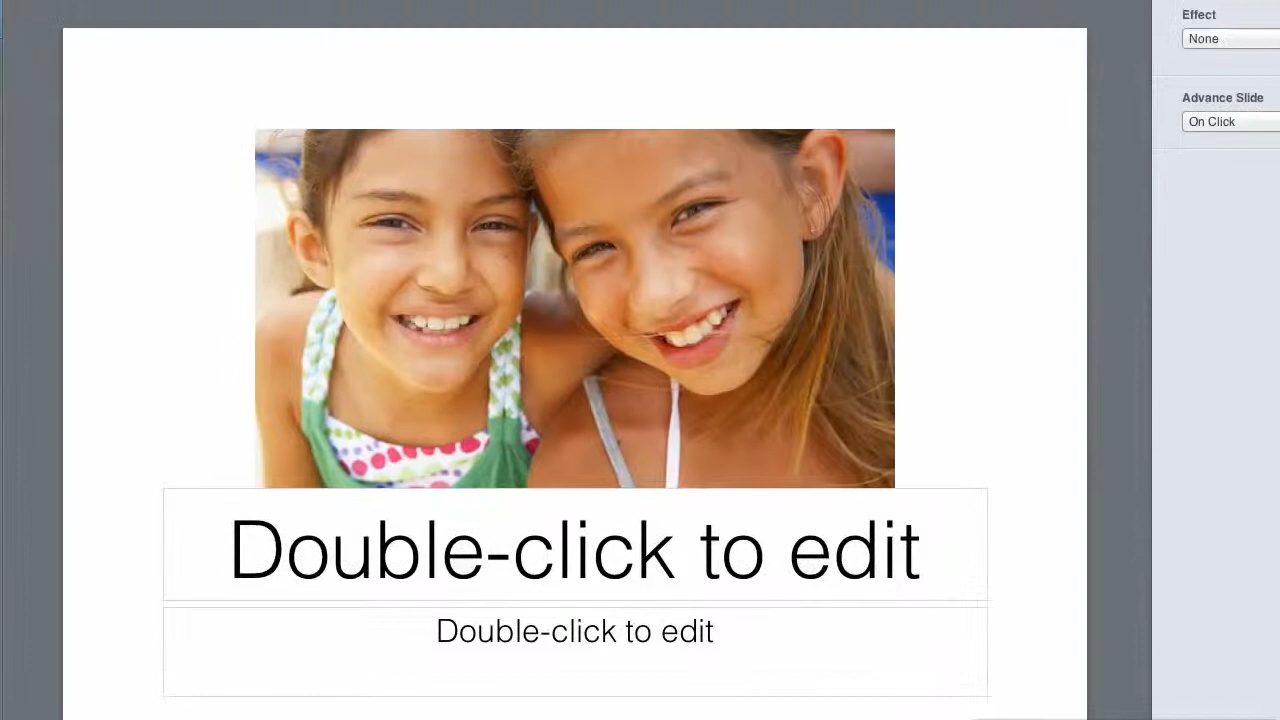 Effect
None
Advance Slide
On Click
Double-click to edit
Double-click to edit